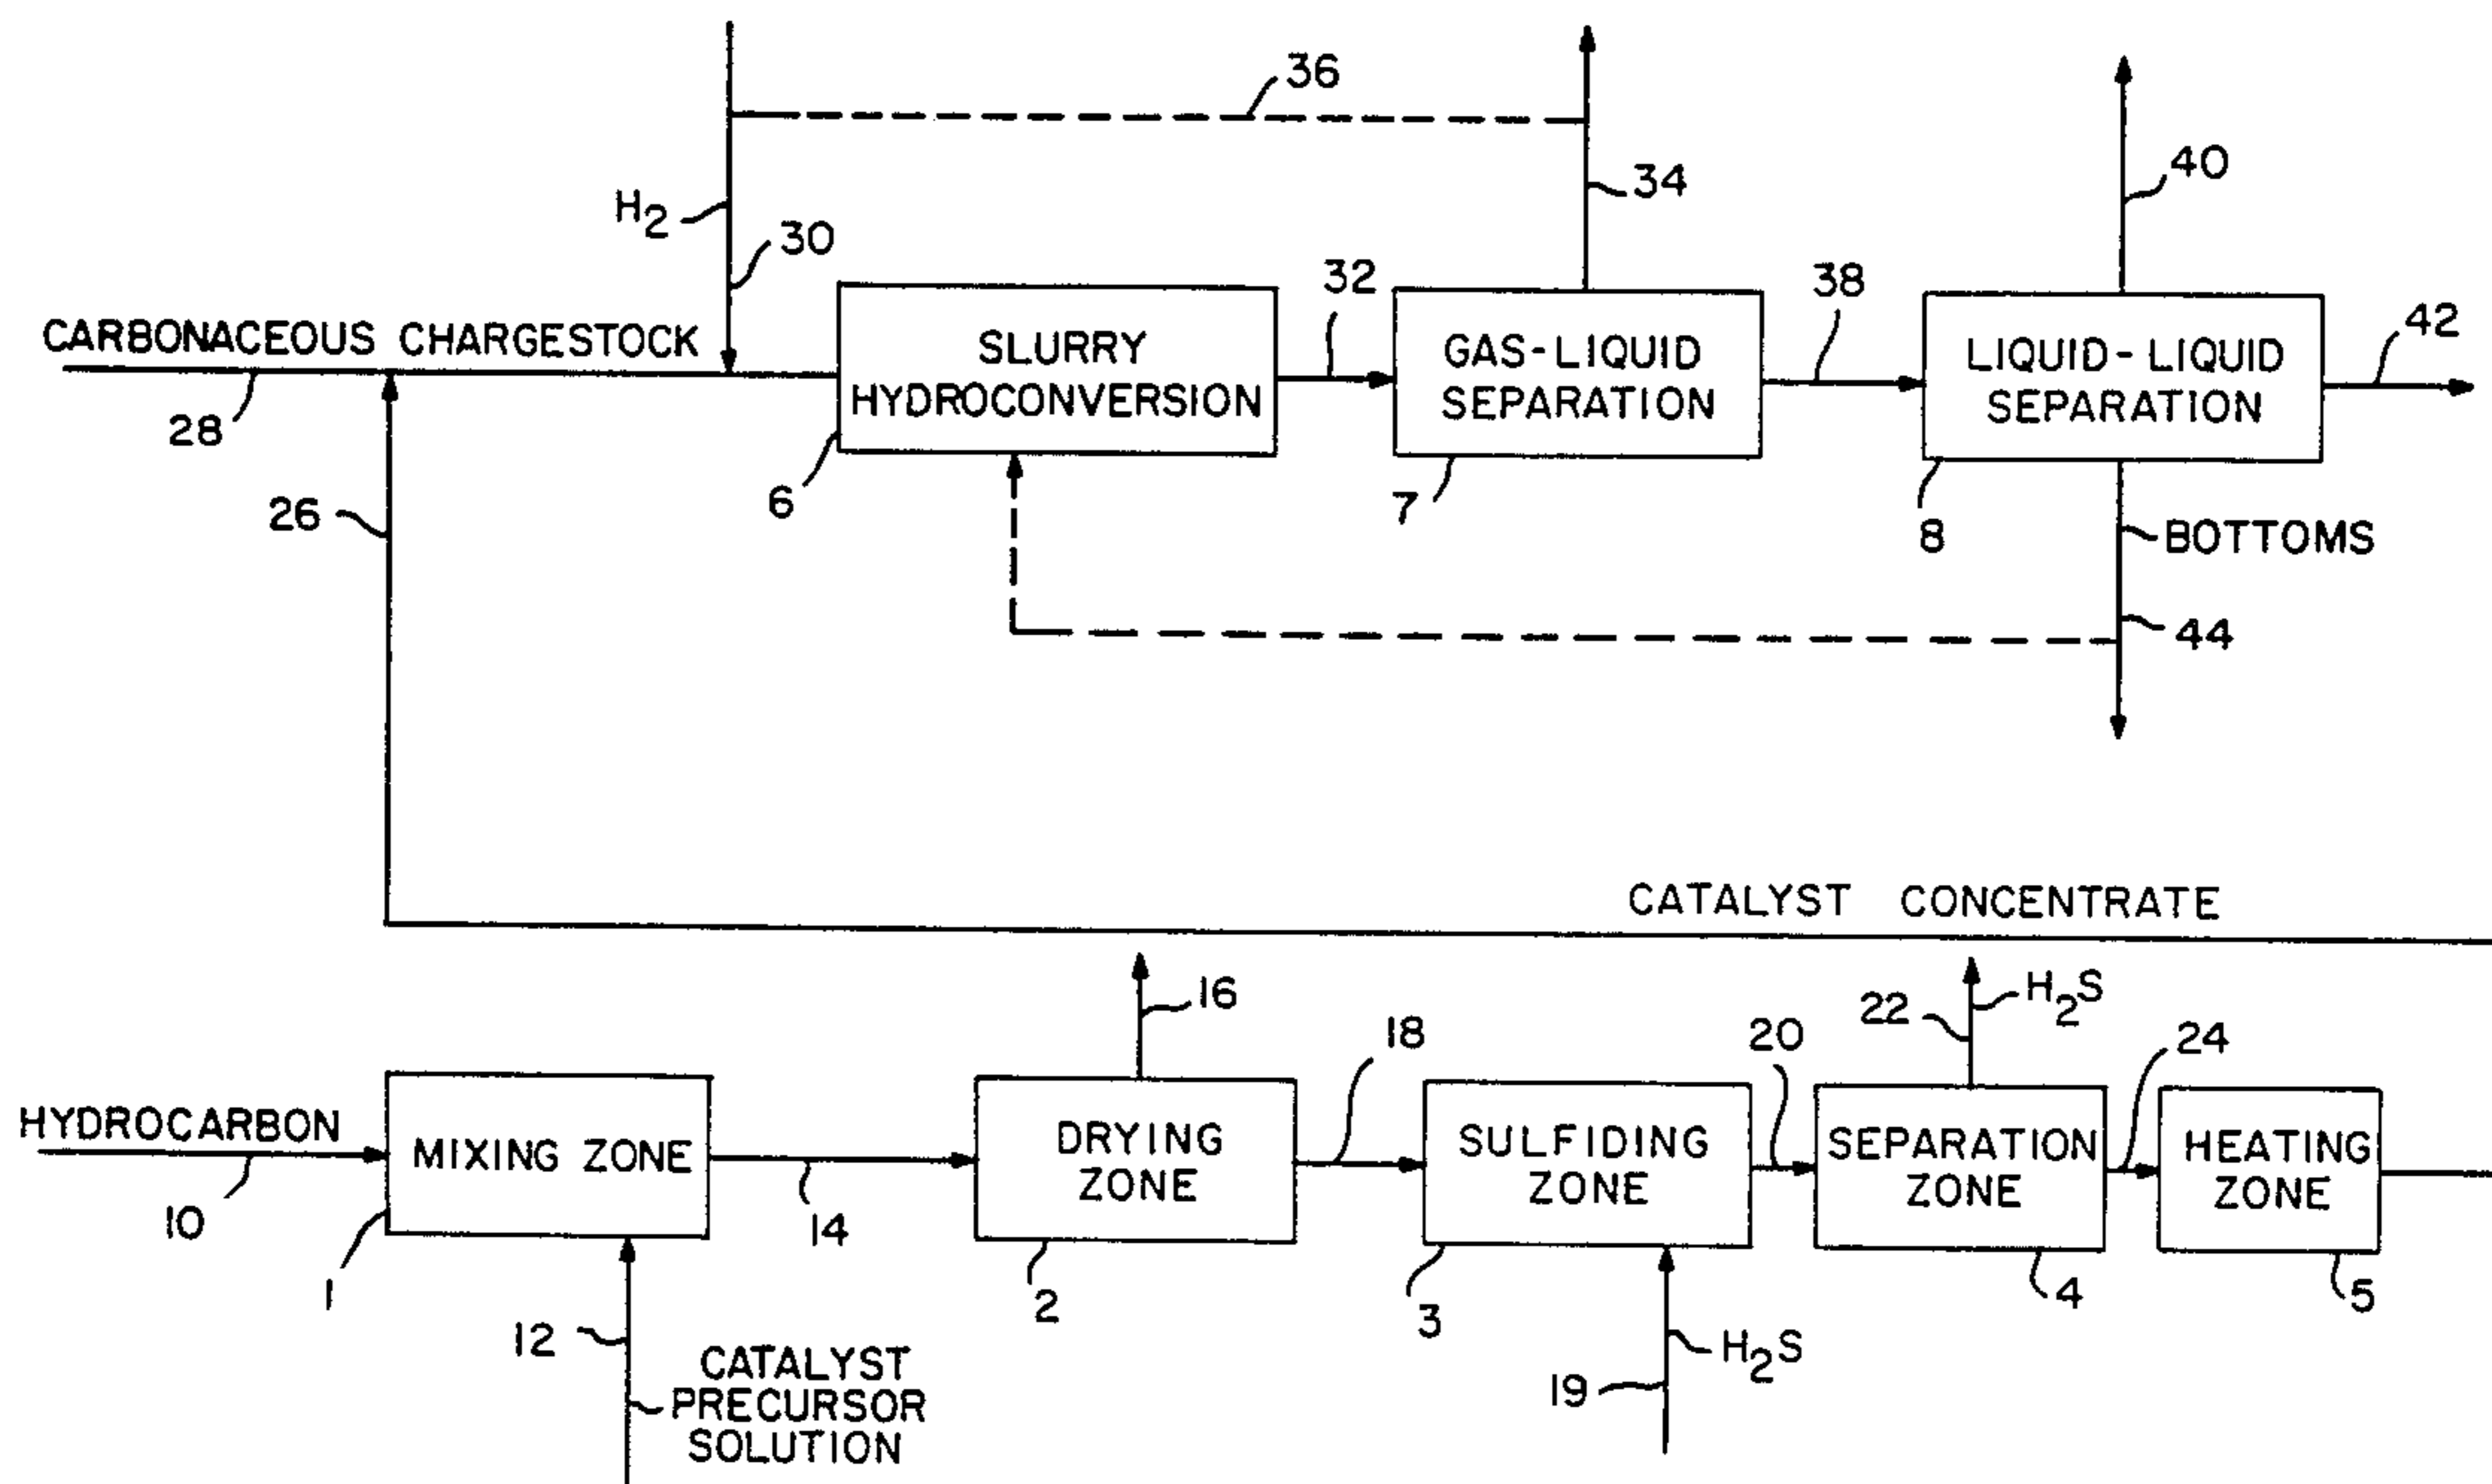 36
40
34
H2
30
32
38
42
CARBONACEOUS CHARGESTOCK
SLURRY
HYDROCONVERSION
GAS-LIQUID
SEPARATION
LIQUID-LIQUID
SEPARATION
28
6
7
8
26
BOTTOMS
44
CATALYST CONCENTRATE
16
18
20
22
H2S
24
HYDROCARBON
MIXING ZONE
DRYING
ZONE
SULFIDING
ZONE
SEPARATION
ZONE
HEATING
ZONE
10
14
1
2
3
4
5
12
CATALYST
PRECURSOR
SOLUTION
19
H2S